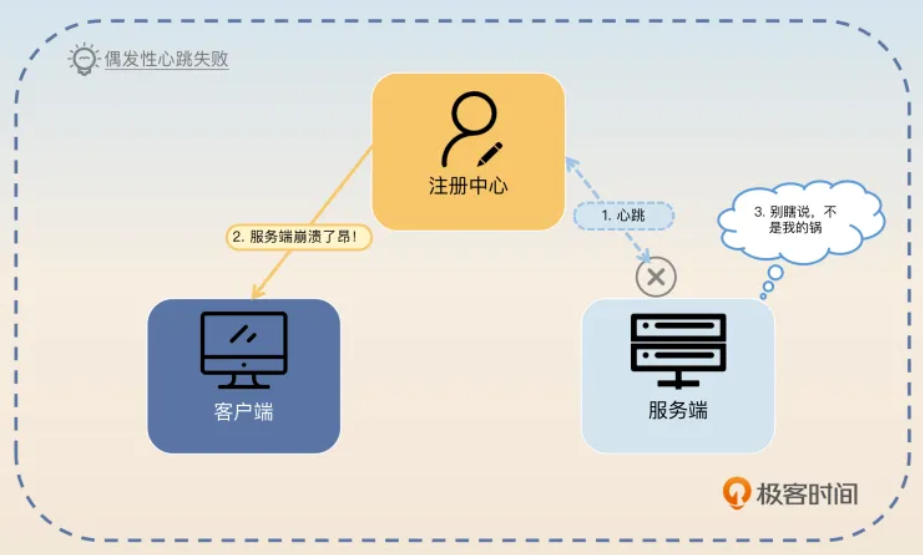 偶发性心跳失败
注册中心
1. 心跳
3. 别瞎说，不
是我的锅
2. 服务端崩溃了昂！
客户端
服务端
极客时间